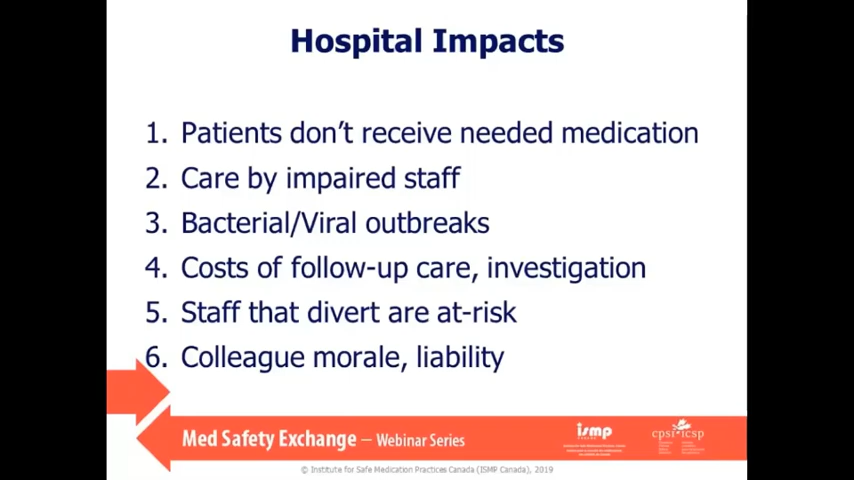 Hospital Impacts
1. Patients don't receive needed medication
2. Care by impaired staff
3. Bacterial/Viral outbreaks
4. Costs of follow-up care, investigation
5. Staff that divert are at-risk
6. Colleague morale, liability
Med Safety Exchange – Webinar Series
ismp
CANADA
cpsi icsp
© Institute for Safe Medication Practices Canada (ISMP Canada), 2019